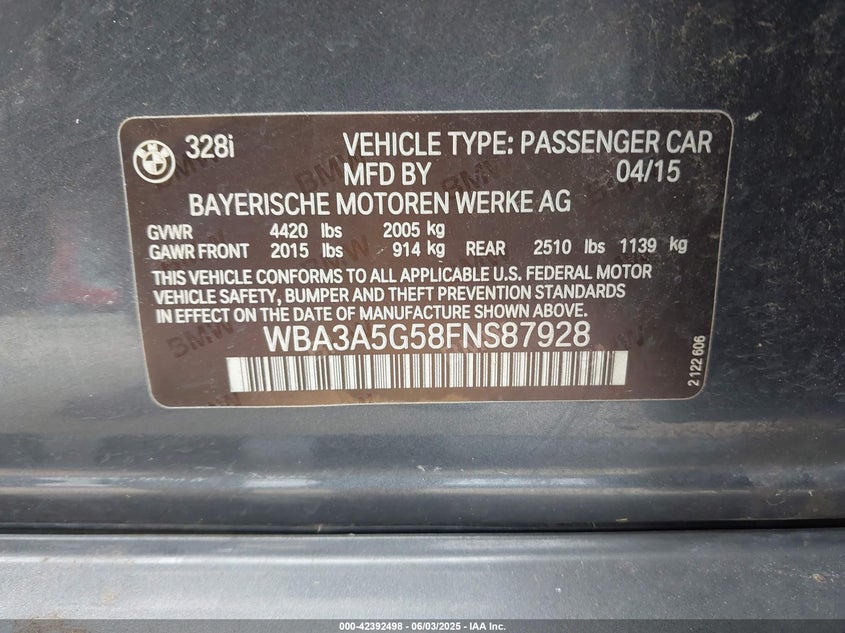 328i VEHICLE TYPE: PASSENGER CAR
MFD BY 04/15
BAYERISCHE MOTOREN WERKE AG
GVWR 4420 lbs 2005 kg
GAWR FRONT 2015 lbs 914 kg REAR 2510 lbs 1139 kg
THIS VEHICLE CONFORMS TO ALL APPLICABLE U.S. FEDERAL MOTOR
VEHICLE SAFETY, BUMPER AND THEFT PREVENTION STANDARDS
IN EFFECT ON THE DATE OF MANUFACTURE SHOWN ABOVE.
WBA3A5G58FNS87928
2 122 606
000-42392498 - 06/03/2025 - IAA Inc.